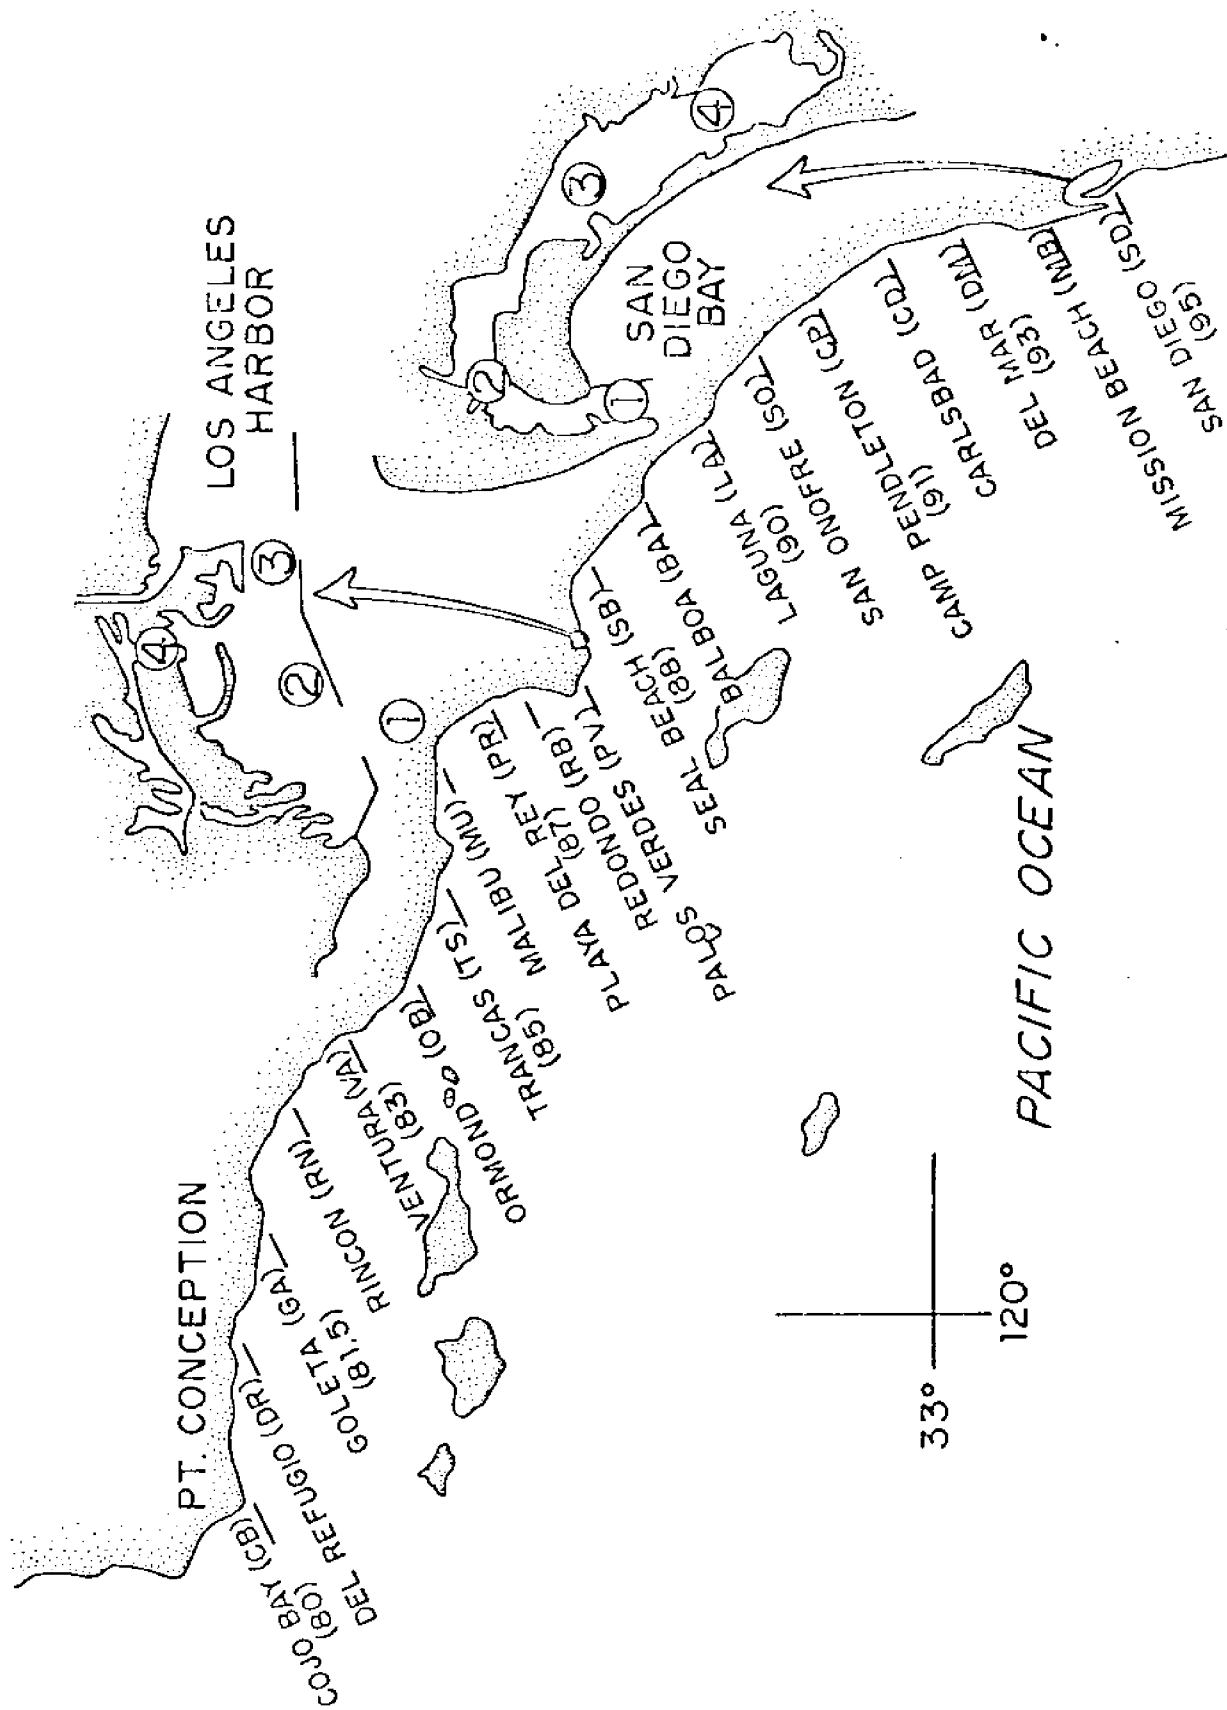 PT. CONCEPTION
LOS ANGELES
HARBOR
1
2
3
4
SAN
DIEGO
BAY
1
2
3
4
COJO BAY (CB)
(80)
DEL REFUGIO (DR)
GOLETA (GA)
(81.5)
RINCON (RN)
VENTURA (VA)
(83)
ORMOND (OB)
TRANCAS (TS)
(85)
MALIBU (MU)
PLAYA DEL REY (PR)
(87)
REDONDO (RB)
PALOS VERDES (PV)
SEAL BEACH (SB)
(88)
BALBOA (BA)
LAGUNA (LA)
(90)
SAN ONOFRE (SO)
CAMP PENDLETON (CP)
(91)
CARLSBAD (CD)
DEL MAR (DM)
(93)
MISSION BEACH (MB)
SAN DIEGO (SD)
(95)
33°
120°
PACIFIC OCEAN